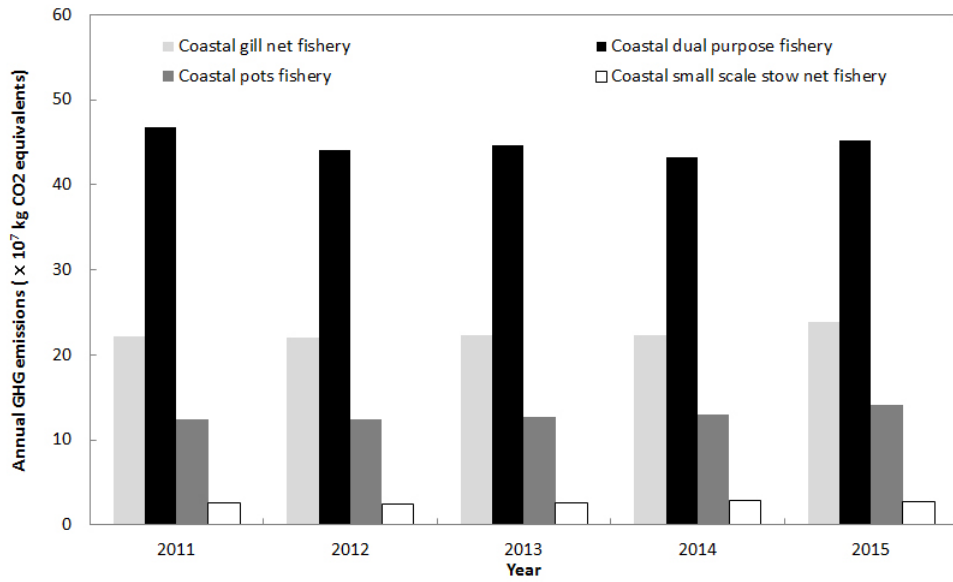 Annual GHG emissions ( × 10⁷ kg CO2 equivalents)
60
50
40
30
20
10
0
Coastal gill net fishery
Coastal dual purpose fishery
Coastal pots fishery
Coastal small scale stow net fishery
2011 2012 2013 2014 2015
Year